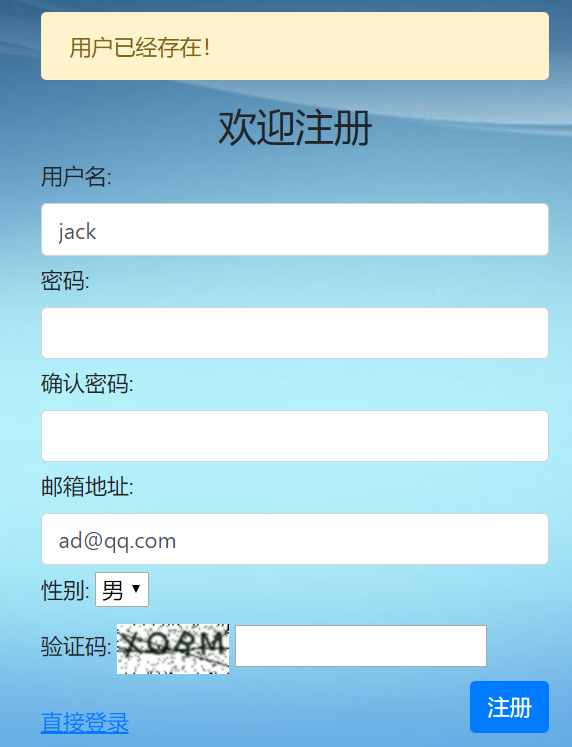 用户已经存在！
欢迎注册
用户名:
jack
密码:
确认密码:
邮箱地址:
ad@qq.com
性别: 男
验证码:
直接登录
注册